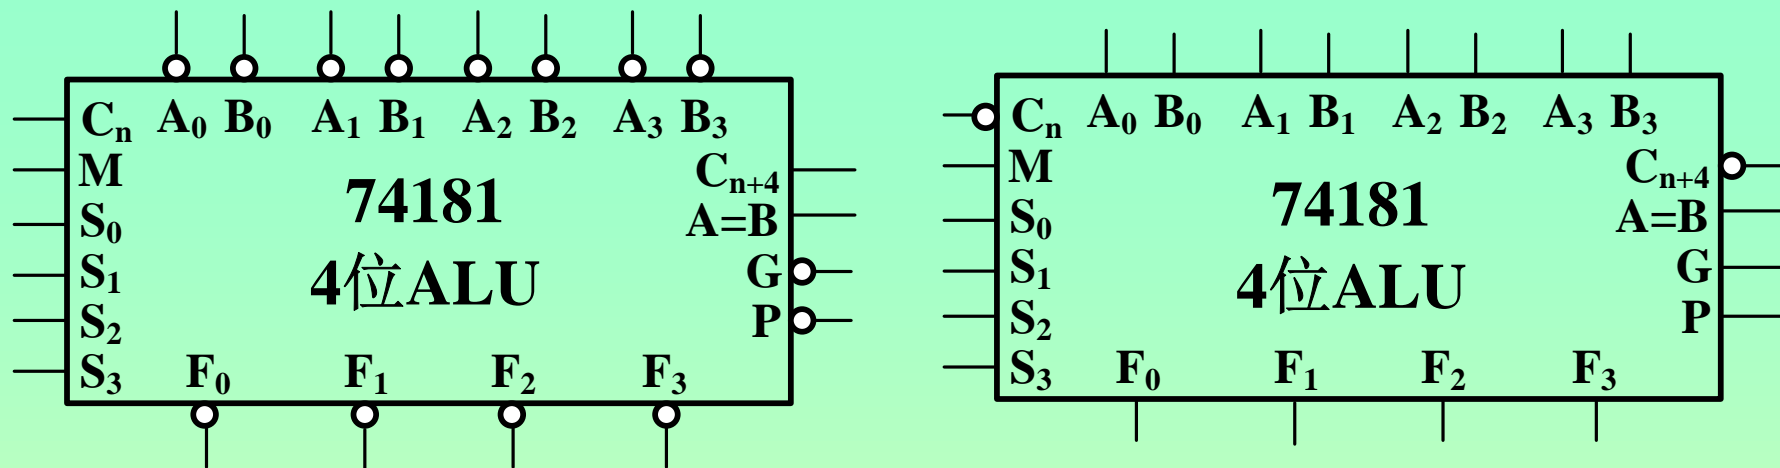 Cn A0 B0 A1 B1 A2 B2 A3 B3
M
Cn+4
S0
74181
A=B
S1
4位ALU
G
S2
P
S3
F0 F1 F2 F3
Cn A0 B0 A1 B1 A2 B2 A3 B3
M
Cn+4
S0
74181
A=B
S1
4位ALU
G
S2
P
S3
F0 F1 F2 F3